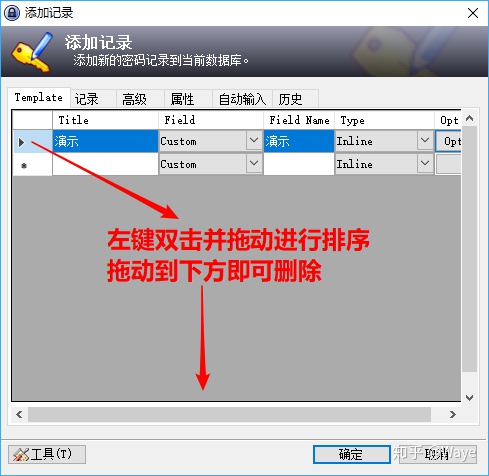 添加记录
添加记录
添加新的密码记录到当前数据库。
Template 记录 高级 属性 自动输入 历史
Title Field Field Name Type Opt
演示 Custom 演示 Inline Opt
Custom Inline
左键双击并拖动进行排序
拖动到下方即可删除
工具(T) 确定 取消
知乎 @Waye